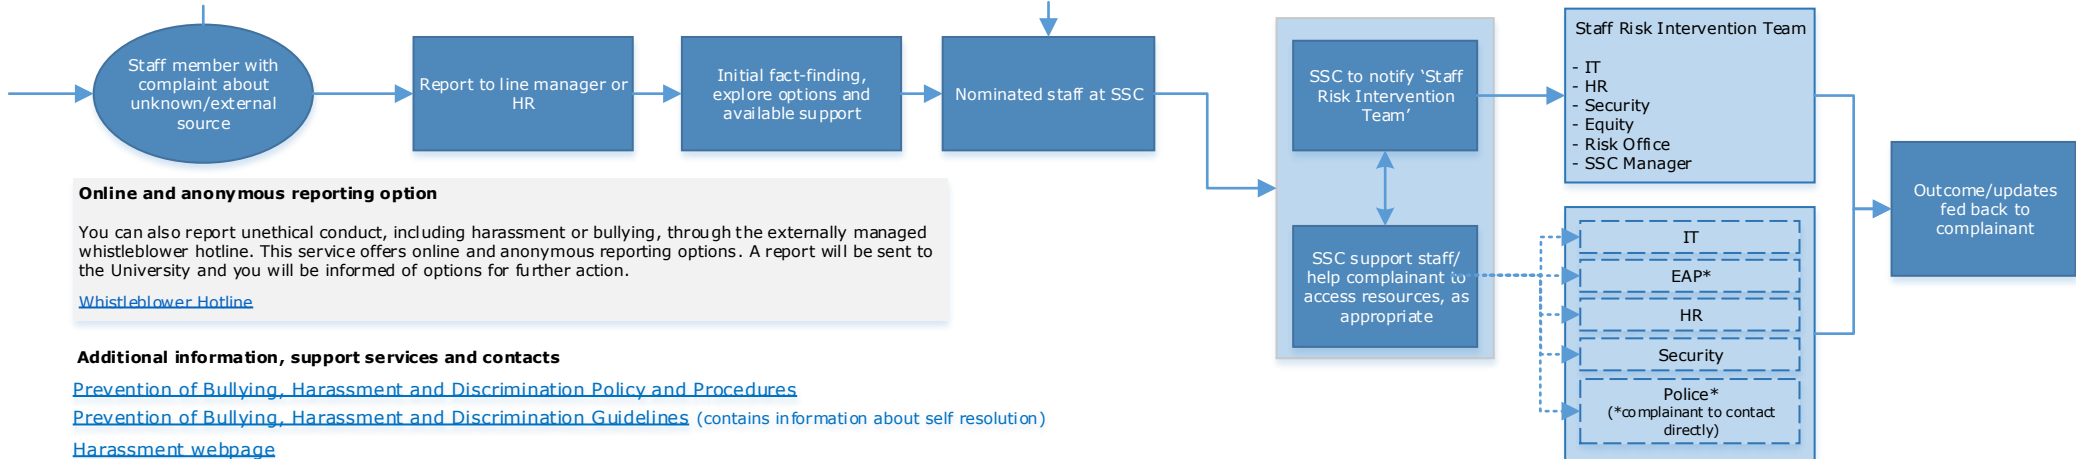 Staff member with
complaint about
unknown/external
source
Report to line manager or
HR
Initial fact-finding,
explore options and
available support
Nominated staff at SSC
SSC to notify ‘Staff
Risk Intervention
Team’
SSC support staff/
help complainant to
access resources, as
appropriate
Staff Risk Intervention Team
- IT
- HR
- Security
- Equity
- Risk Office
- SSC Manager
IT
EAP*
HR
Security
Police*
(*complainant to contact
directly)
Outcome/updates
fed back to
complainant
Online and anonymous reporting option
You can also report unethical conduct, including harassment or bullying, through the externally managed
whistleblower hotline. This service offers online and anonymous reporting options. A report will be sent to
the University and you will be informed of options for further action.
Whistleblower Hotline
Additional information, support services and contacts
Prevention of Bullying, Harassment and Discrimination Policy and Procedures
Prevention of Bullying, Harassment and Discrimination Guidelines (contains information about self resolution)
Harassment webpage